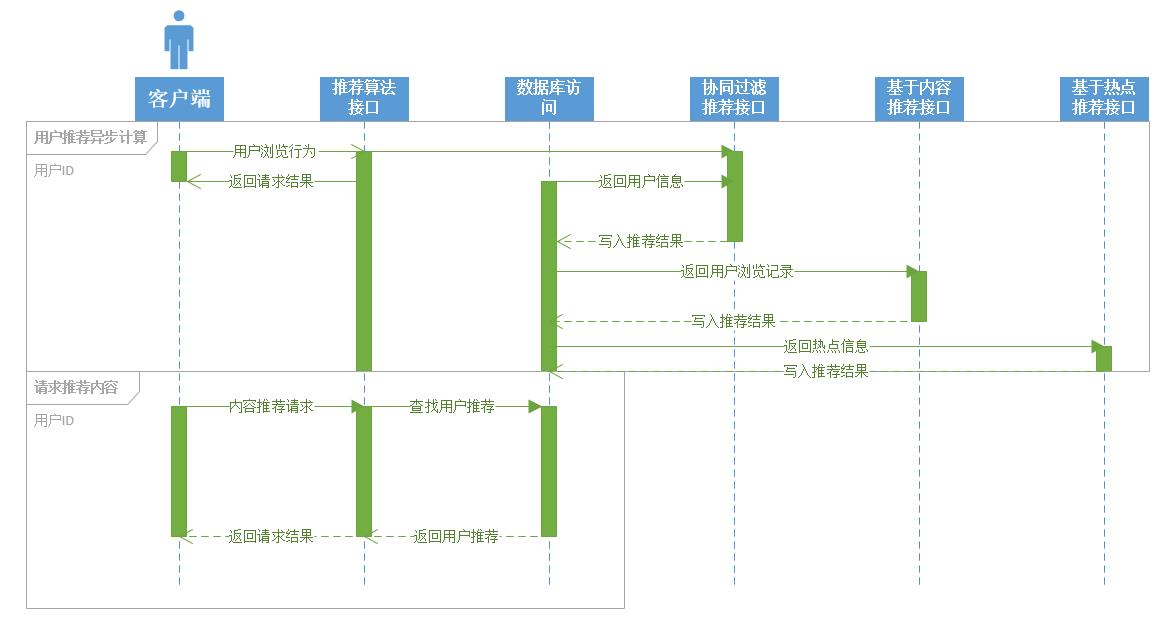 客户端
推荐算法
接口
数据库访
问
协同过滤
推荐接口
基于内容
推荐接口
基于热点
推荐接口
用户推荐异步计算
用户ID
用户浏览行为
返回请求结果
返回用户信息
写入推荐结果
返回用户浏览记录
写入推荐结果
返回热点信息
写入推荐结果
请求推荐内容
用户ID
内容推荐请求
查找用户推荐
返回请求结果
返回用户推荐